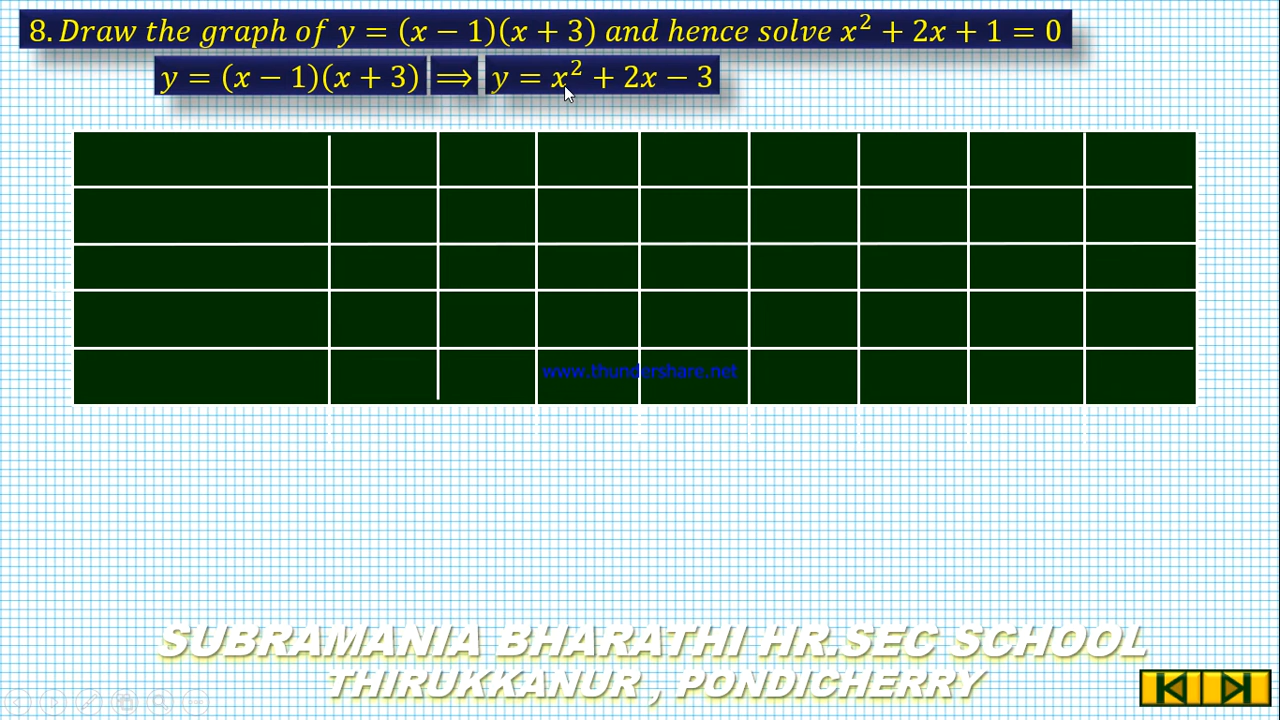 8. Draw the graph of y = (x − 1)(x + 3) and hence solve x² + 2x + 1 = 0
y = (x − 1)(x + 3) ⟹ y = x² + 2x − 3
www.thundershare.net
SUBRAMANIA BHARATHI HR.SEC SCHOOL
THIRUKKANUR , PONDICHERRY